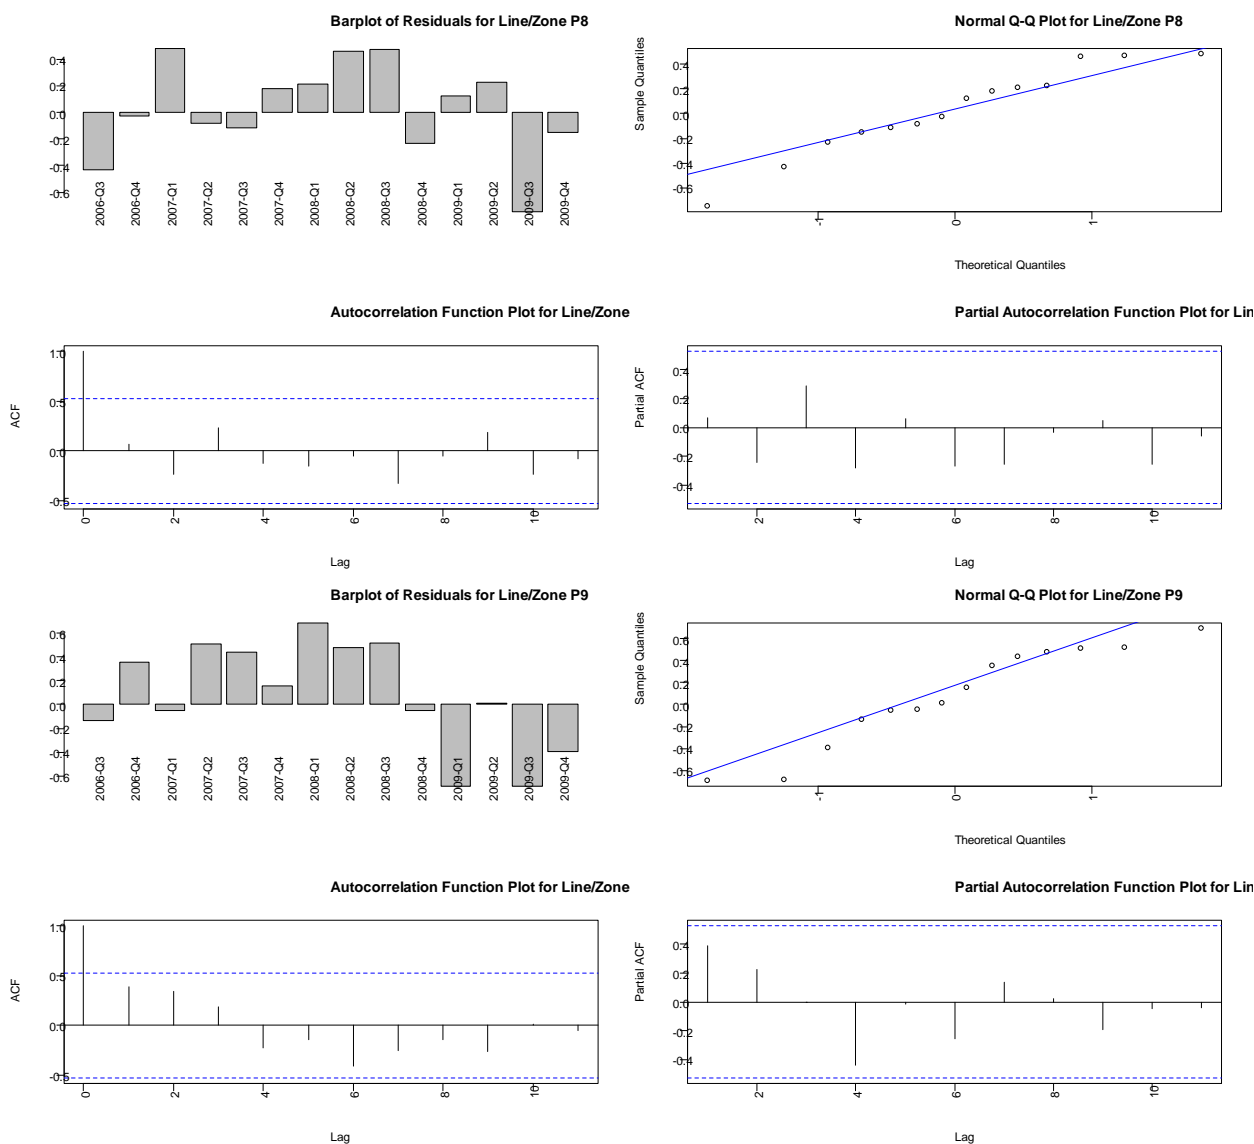 Barplot of Residuals for Line/Zone P8
0.4
0.2
0.0
-0.2
-0.4
-0.6
2006-Q3
2006-Q4
2007-Q1
2007-Q2
2007-Q3
2007-Q4
2008-Q1
2008-Q2
2008-Q3
2008-Q4
2009-Q1
2009-Q2
2009-Q3
2009-Q4
Normal Q-Q Plot for Line/Zone P8
Sample Quantiles
0.4
0.2
0.0
-0.2
-0.4
-0.6
-1
0
1
Theoretical Quantiles
Autocorrelation Function Plot for Line/Zone
ACF
1.0
0.5
0.0
-0.5
0
2
4
6
8
10
Lag
Partial Autocorrelation Function Plot for Lin
Partial ACF
0.4
0.2
0.0
-0.2
-0.4
2
4
6
8
10
Lag
Barplot of Residuals for Line/Zone P9
0.6
0.4
0.2
0.0
-0.2
-0.4
-0.6
2006-Q3
2006-Q4
2007-Q1
2007-Q2
2007-Q3
2007-Q4
2008-Q1
2008-Q2
2008-Q3
2008-Q4
2009-Q1
2009-Q2
2009-Q3
2009-Q4
Normal Q-Q Plot for Line/Zone P9
Sample Quantiles
0.6
0.4
0.2
0.0
-0.2
-0.4
-0.6
-1
0
1
Theoretical Quantiles
Autocorrelation Function Plot for Line/Zone
ACF
1.0
0.5
0.0
-0.5
0
2
4
6
8
10
Lag
Partial Autocorrelation Function Plot for Lin
Partial ACF
0.4
0.2
0.0
-0.2
-0.4
2
4
6
8
10
Lag